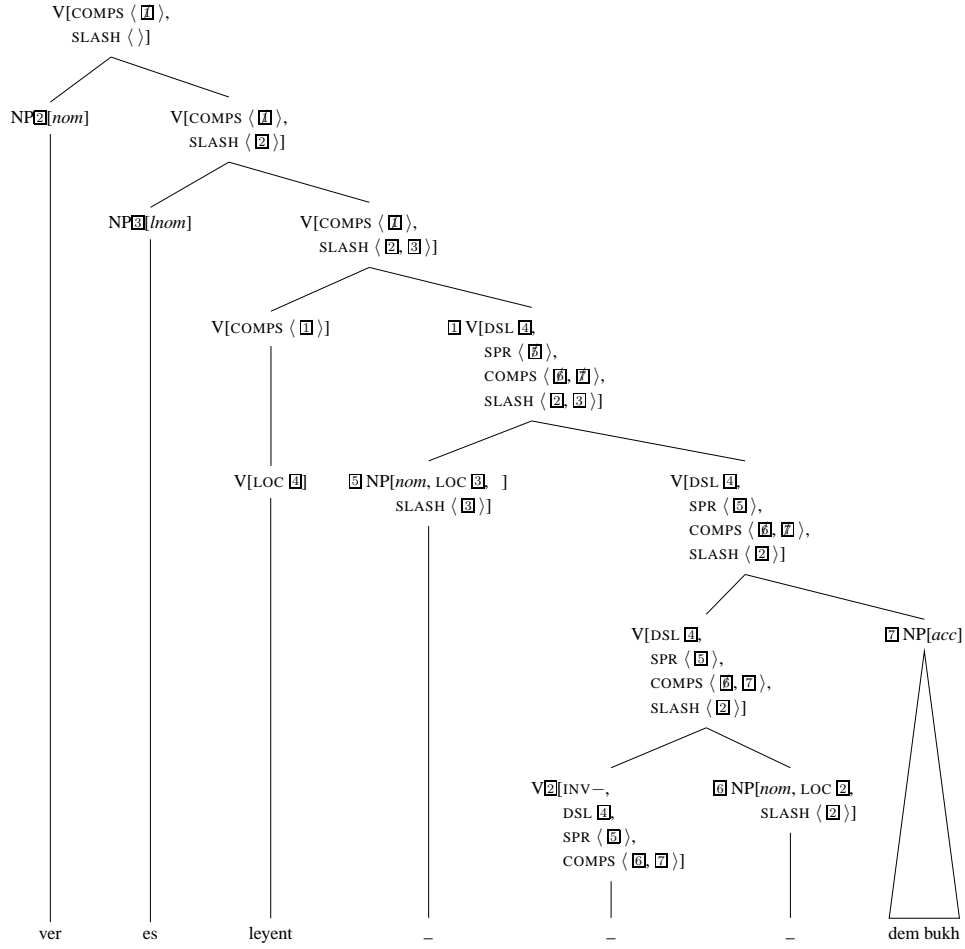 V[COMPS ⟨ 1̸ ⟩,
SLASH ⟨ ⟩]
NP2[nom]
V[COMPS ⟨ 1̸ ⟩,
SLASH ⟨ 2 ⟩]
NP3[lnom]
V[COMPS ⟨ 1̸ ⟩,
SLASH ⟨ 2, 3 ⟩]
V[COMPS ⟨ 1 ⟩]
1 V[DSL 4,
SPR ⟨ 5̸ ⟩,
COMPS ⟨ 6̸, 7̸ ⟩,
SLASH ⟨ 2, 3 ⟩]
V[LOC 4]
5 NP[nom, LOC 3, ]
SLASH ⟨ 3 ⟩]
V[DSL 4,
SPR ⟨ 5 ⟩,
COMPS ⟨ 6̸, 7̸ ⟩,
SLASH ⟨ 2 ⟩]
V[DSL 4,
SPR ⟨ 5 ⟩,
COMPS ⟨ 6̸, 7 ⟩,
SLASH ⟨ 2 ⟩]
7 NP[acc]
V2[INV−,
DSL 4,
SPR ⟨ 5 ⟩,
COMPS ⟨ 6, 7 ⟩]
6 NP[nom, LOC 2,
SLASH ⟨ 2 ⟩]
ver es leyent _ _ _ dem bukh